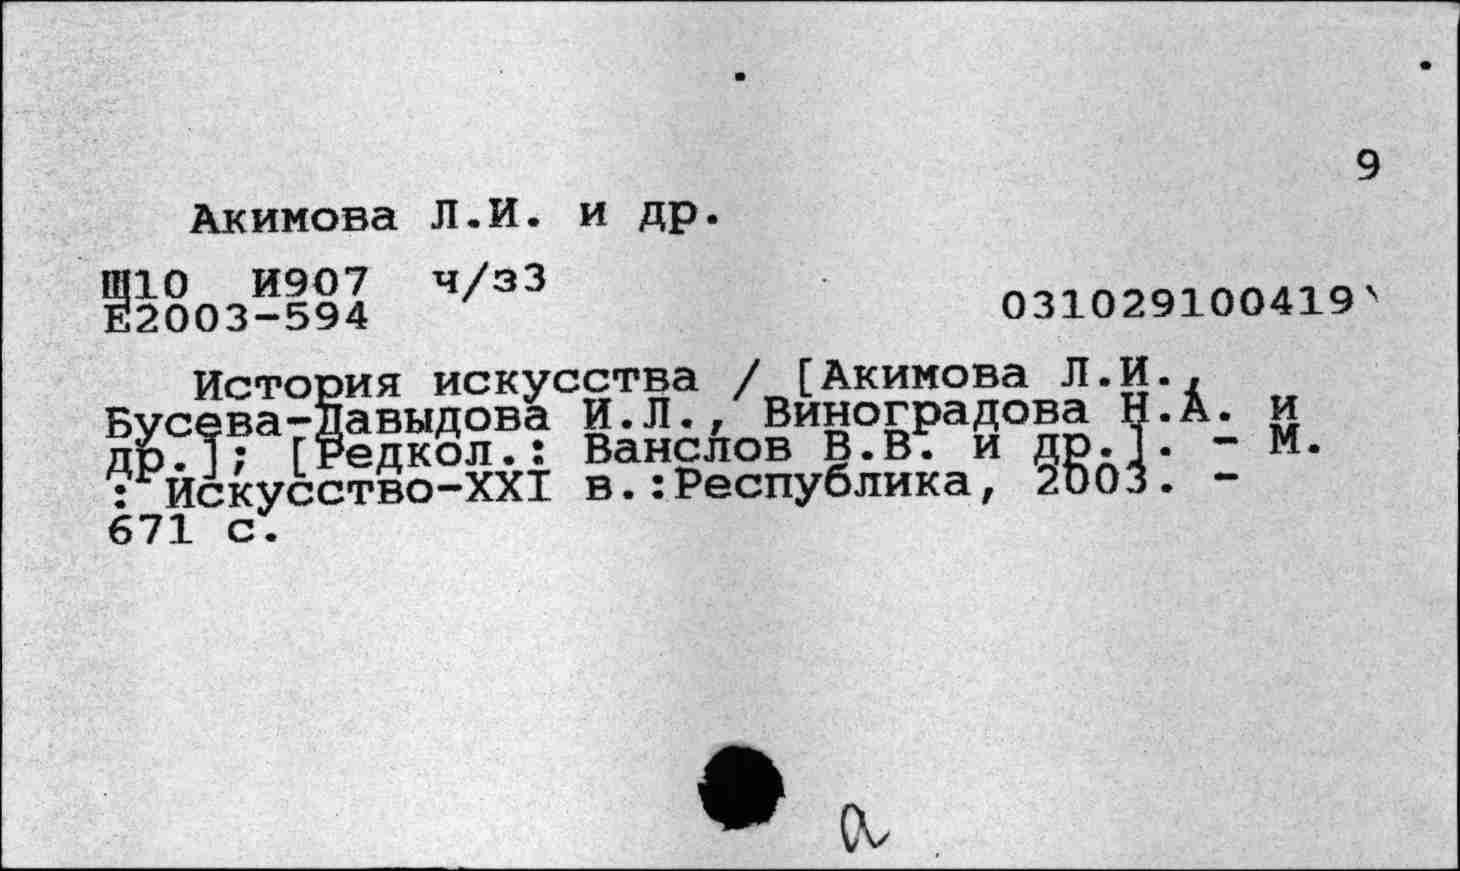 9
Акимова Л.И. и др.
Ш10 И907 ч/з3
Е2003-594
031029100419
История искусства / [Акимова Л.И.,
Бусева-Давыдова И.Л., Виноградова Н.А. и
др.]; [Редкол.: Ванслов В.В. и др.]. - М.
: Искусство-XXI в.:Республика, 2003. -
671 с.
а